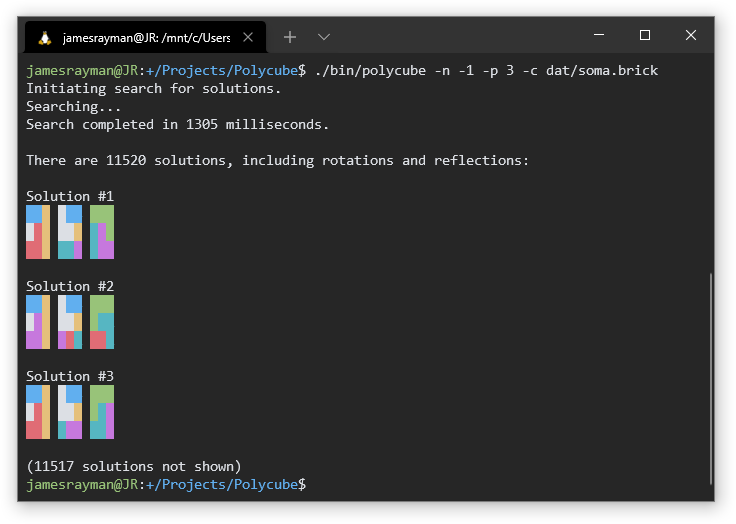 jamesrayman@JR: /mnt/c/Users
jamesrayman@JR:+/Projects/Polycube$ ./bin/polycube -n -1 -p 3 -c dat/soma.brick
Initiating search for solutions.
Searching...
Search completed in 1305 milliseconds.
There are 11520 solutions, including rotations and reflections:
Solution #1
Solution #2
Solution #3
(11517 solutions not shown)
jamesrayman@JR:+/Projects/Polycube$